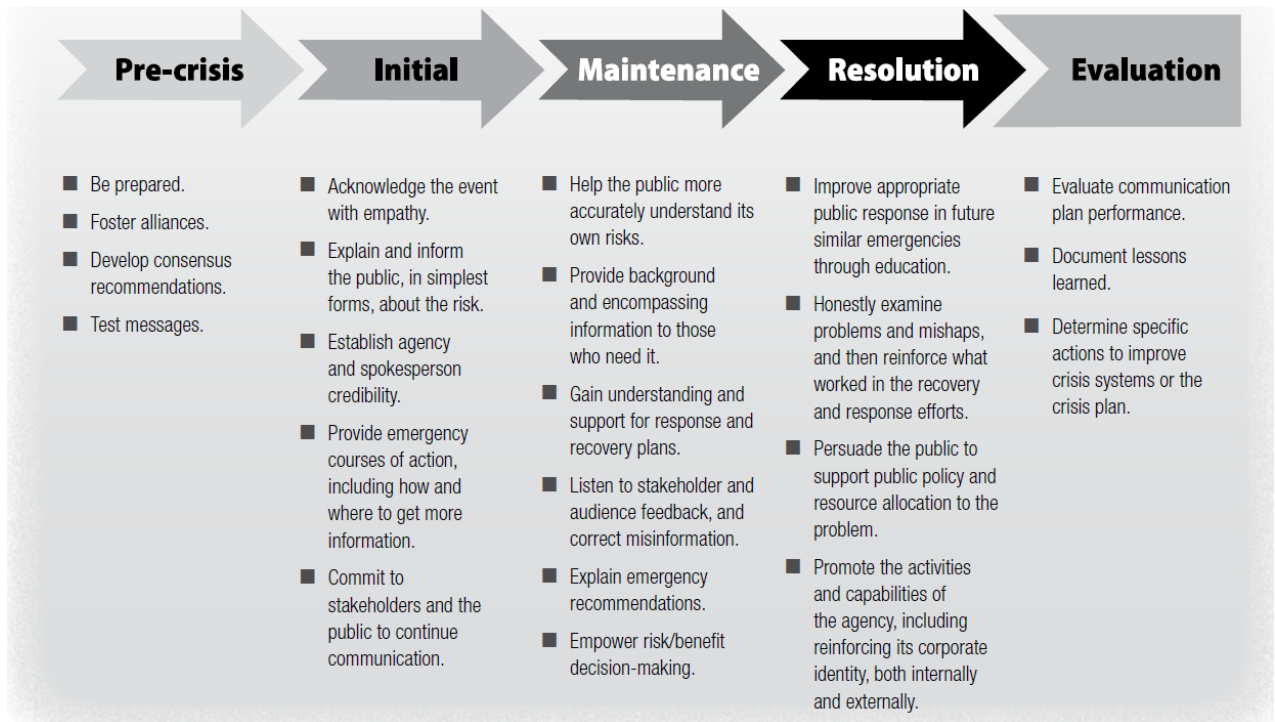 Pre-crisis
Initial
Maintenance
Resolution
Evaluation
■ Be prepared.
■ Foster alliances.
■ Develop consensus
recommendations.
■ Test messages.
■ Acknowledge the event
with empathy.
■ Explain and inform
the public, in simplest
forms, about the risk.
■ Establish agency
and spokesperson
credibility.
■ Provide emergency
courses of action,
including how and
where to get more
information.
■ Commit to
stakeholders and the
public to continue
communication.
■ Help the public more
accurately understand its
own risks.
■ Provide background
and encompassing
information to those
who need it.
■ Gain understanding and
support for response and
recovery plans.
■ Listen to stakeholder and
audience feedback, and
correct misinformation.
■ Explain emergency
recommendations.
■ Empower risk/benefit
decision-making.
■ Improve appropriate
public response in future
similar emergencies
through education.
■ Honestly examine
problems and mishaps,
and then reinforce what
worked in the recovery
and response efforts.
■ Persuade the public to
support public policy and
resource allocation to the
problem.
■ Promote the activities
and capabilities of
the agency, including
reinforcing its corporate
identity, both internally
and externally.
■ Evaluate communication
plan performance.
■ Document lessons
learned.
■ Determine specific
actions to improve
crisis systems or the
crisis plan.